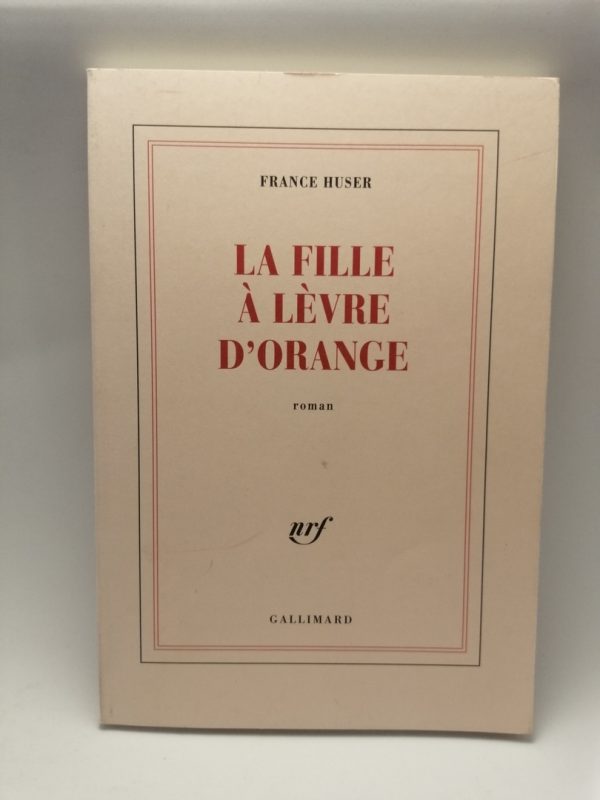 FRANCE HUSER
LA FILLE
À LÈVRE
D'ORANGE
roman
nrf
GALLIMARD